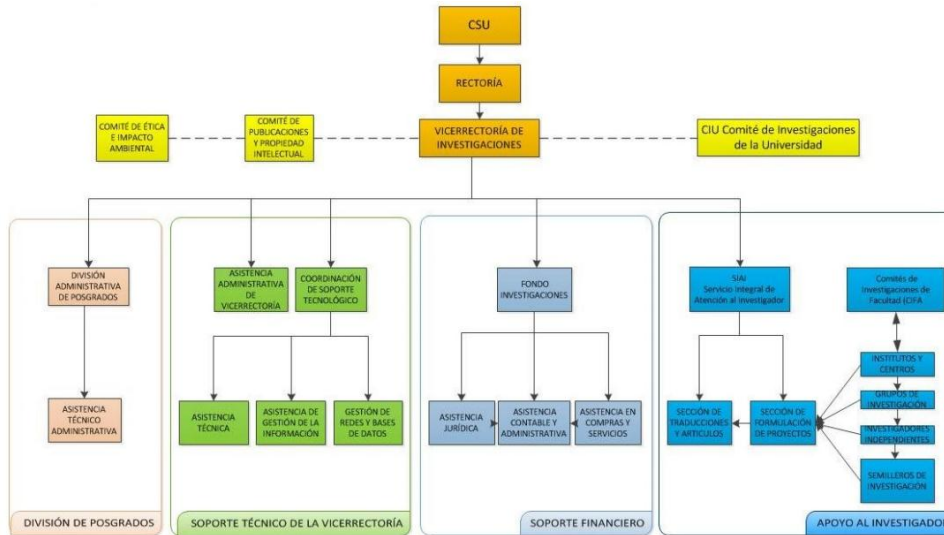 CSU
RECTORÍA
COMITÉ DE ÉTICA
E IMPACTO
AMBIENTAL
COMITÉ DE
PUBLICACIONES
Y PROPIEDAD
INTELECTUAL
VICERRECTORÍA DE
INVESTIGACIONES
CIU Comité de Investigaciones
de la Universidad
DIVISIÓN
ADMINISTRATIVA
DE POSGRADOS
ASISTENCIA
ADMINISTRATIVA
DE
VICERRECTORÍA
COORDINACIÓN
DE SOPORTE
TECNOLÓGICO
FONDO
INVESTIGACIONES
SIAI
Servicio Integral de
Atención al investigador
Comités de
Investigaciones de
Facultad (CIFA
INSTITUTOS Y
CENTROS
GRUPOS DE
INVESTIGACIÓN
INVESTIGADORES
INDEPENDIENTES
SEMILLEROS DE
INVESTIGACIÓN
ASISTENCIA
TÉCNICO
ADMINISTRATIVA
ASISTENCIA
TÉCNICA
ASISTENCIA DE
GESTIÓN DE LA
INFORMACIÓN
GESTIÓN DE
REDES Y BASES
DE DATOS
ASISTENCIA
JURÍDICA
ASISTENCIA
CONTABLE Y
ADMINISTRATIVA
ASISTENCIA EN
COMPRAS Y
SERVICIOS
SECCIÓN DE
TRADUCCIONES
Y ARTICULOS
SECCIÓN DE
FORMULACIÓN
DE PROYECTOS
DIVISIÓN DE POSGRADOS
SOPORTE TÉCNICO DE LA VICERRECTORÍA
SOPORTE FINANCIERO
APOYO AL INVESTIGADOR